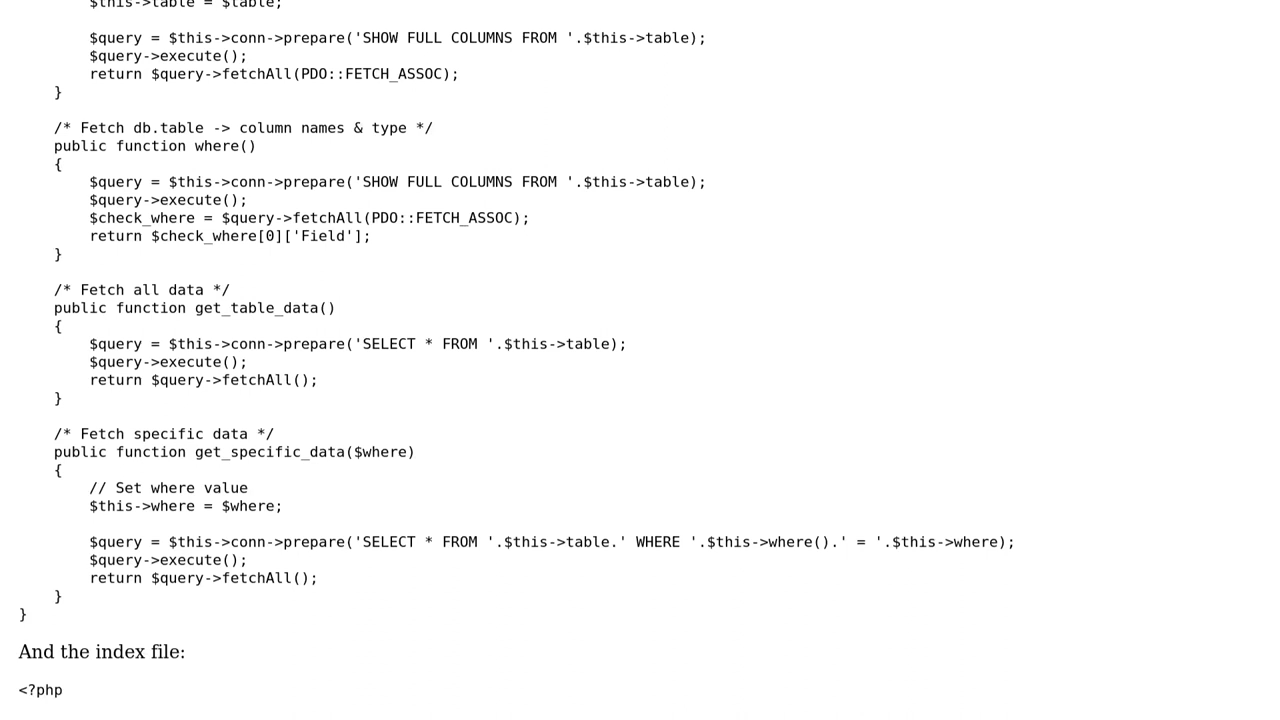 $this->table = $table;
$query = $this->conn->prepare('SHOW FULL COLUMNS FROM '.$this->table);
$query->execute();
return $query->fetchAll(PDO::FETCH_ASSOC);
}
/* Fetch db.table -> column names & type */
public function where()
{
$query = $this->conn->prepare('SHOW FULL COLUMNS FROM '.$this->table);
$query->execute();
$check_where = $query->fetchAll(PDO::FETCH_ASSOC);
return $check_where[0]['Field'];
}
/* Fetch all data */
public function get_table_data()
{
$query = $this->conn->prepare('SELECT * FROM '.$this->table);
$query->execute();
return $query->fetchAll();
}
/* Fetch specific data */
public function get_specific_data($where)
{
// Set where value
$this->where = $where;
$query = $this->conn->prepare('SELECT * FROM '.$this->table.' WHERE '.$this->where().' = '.$this->where);
$query->execute();
return $query->fetchAll();
}
}
And the index file:
<?php